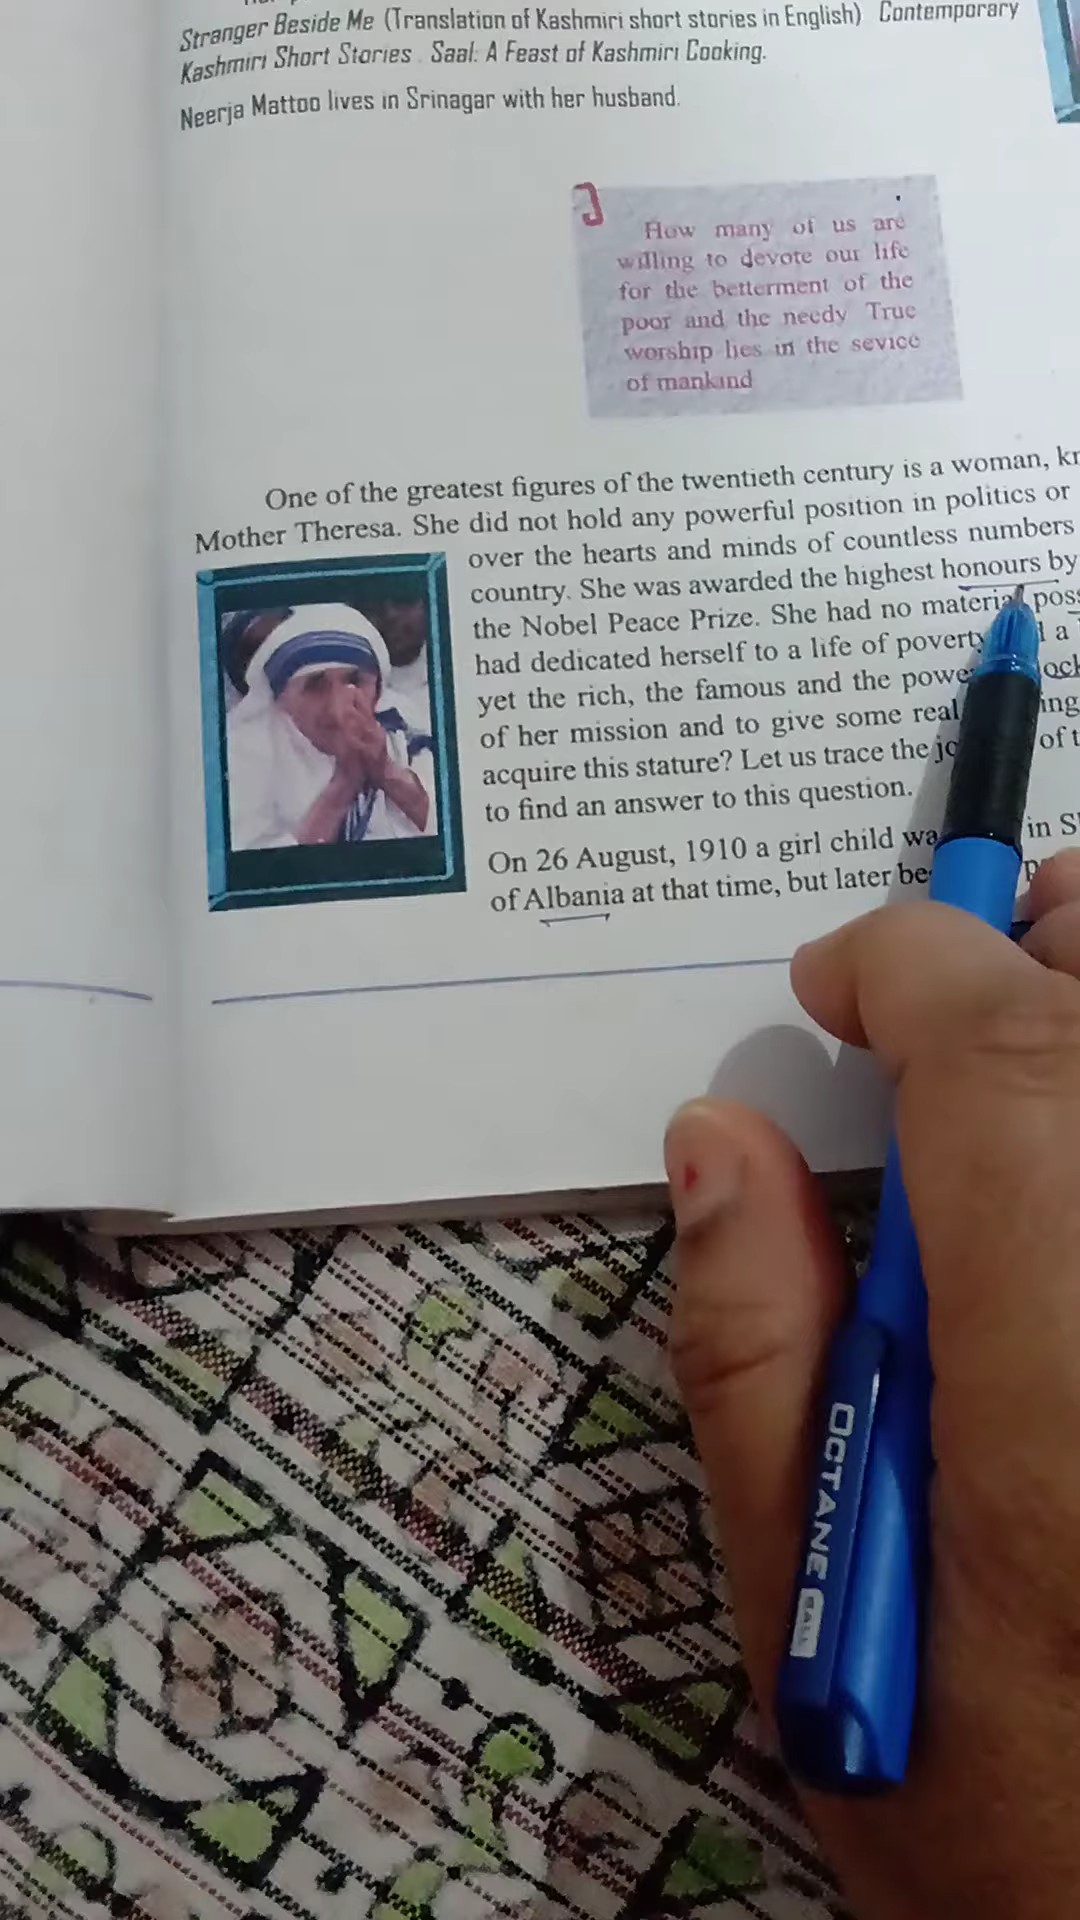 Stranger Beside Me (Translation of Kashmiri short stories in English) Contemporary
Kashmiri Short Stories . Saal: A Feast of Kashmiri Cooking.
Neerja Mattoo lives in Srinagar with her husband.
How many of us are
willing to devote our life
for the betterment of the
poor and the needy True
worship lies in the sevice
of mankind
One of the greatest figures of the twentieth century is a woman,
Mother Theresa. She did not hold any powerful position in politics or
over the hearts and minds of countless numbers
country. She was awarded the highest honours by
the Nobel Peace Prize. She had no material
had dedicated herself to a life of poverty a
yet the rich, the famous and the
of her mission and to give some real
acquire this stature? Let us trace the of
to find an answer to this question.
On 26 August, 1910 a girl child in
of Albania at that time, but later
OCTANE